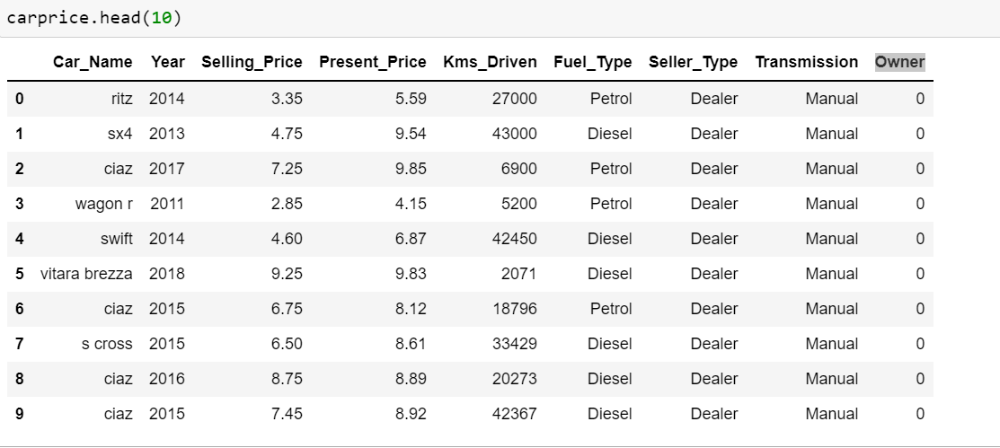 carprice.head(10)
Car_Name Year Selling_Price Present_Price Kms_Driven Fuel_Type Seller_Type Transmission Owner
0 ritz 2014 3.35 5.59 27000 Petrol Dealer Manual 0
1 sx4 2013 4.75 9.54 43000 Diesel Dealer Manual 0
2 ciaz 2017 7.25 9.85 6900 Petrol Dealer Manual 0
3 wagon r 2011 2.85 4.15 5200 Petrol Dealer Manual 0
4 swift 2014 4.60 6.87 42450 Diesel Dealer Manual 0
5 vitara brezza 2018 9.25 9.83 2071 Diesel Dealer Manual 0
6 ciaz 2015 6.75 8.12 18796 Petrol Dealer Manual 0
7 s cross 2015 6.50 8.61 33429 Diesel Dealer Manual 0
8 ciaz 2016 8.75 8.89 20273 Diesel Dealer Manual 0
9 ciaz 2015 7.45 8.92 42367 Diesel Dealer Manual 0